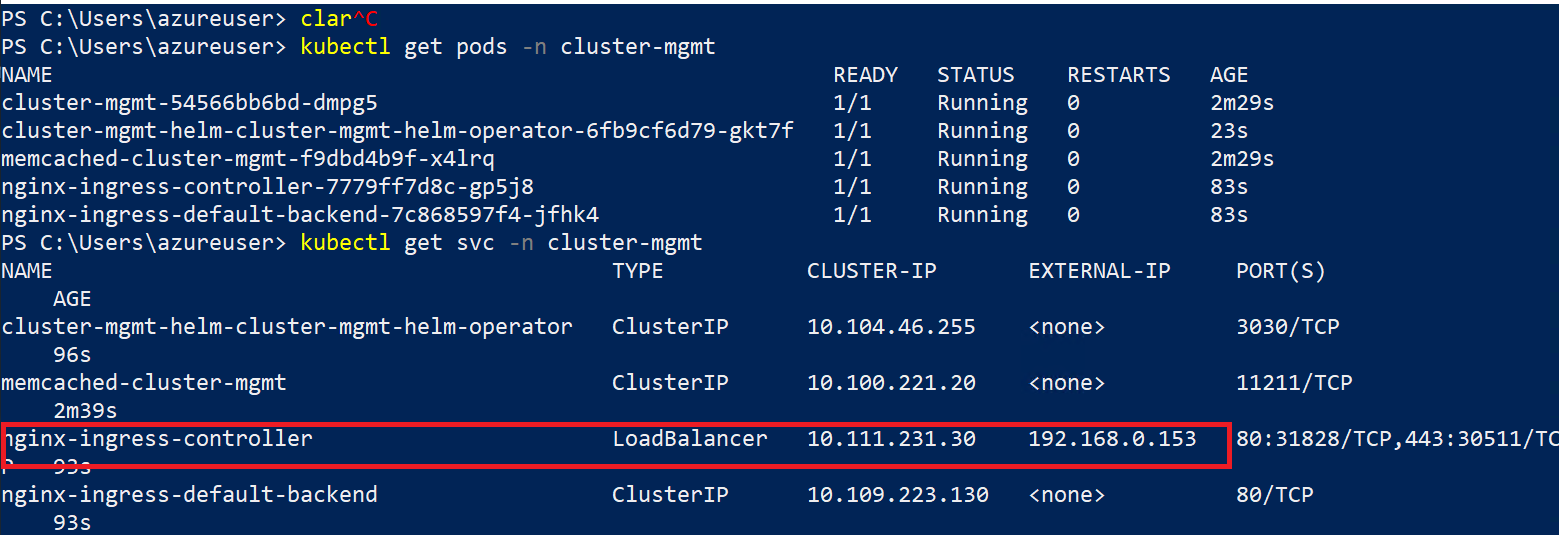 PS C:\Users\azureuser> clar^C
PS C:\Users\azureuser> kubectl get pods -n cluster-mgmt
NAME READY STATUS RESTARTS AGE
cluster-mgmt-54566bb6bd-dmpg5 1/1 Running 0 2m29s
cluster-mgmt-helm-cluster-mgmt-helm-operator-6fb9cf6d79-gkt7f 1/1 Running 0 23s
memcached-cluster-mgmt-f9dbd4b9f-x4lrq 1/1 Running 0 2m29s
nginx-ingress-controller-7779ff7d8c-gp5j8 1/1 Running 0 83s
nginx-ingress-default-backend-7c868597f4-jfhk4 1/1 Running 0 83s
PS C:\Users\azureuser> kubectl get svc -n cluster-mgmt
NAME TYPE CLUSTER-IP EXTERNAL-IP PORT(S)
AGE
cluster-mgmt-helm-cluster-mgmt-helm-operator ClusterIP 10.104.46.255 <none> 3030/TCP
96s
memcached-cluster-mgmt ClusterIP 10.100.221.20 <none> 11211/TCP
2m39s
nginx-ingress-controller LoadBalancer 10.111.231.30 192.168.0.153 80:31828/TCP,443:30511/TC
P 93s
nginx-ingress-default-backend ClusterIP 10.109.223.130 <none> 80/TCP
93s